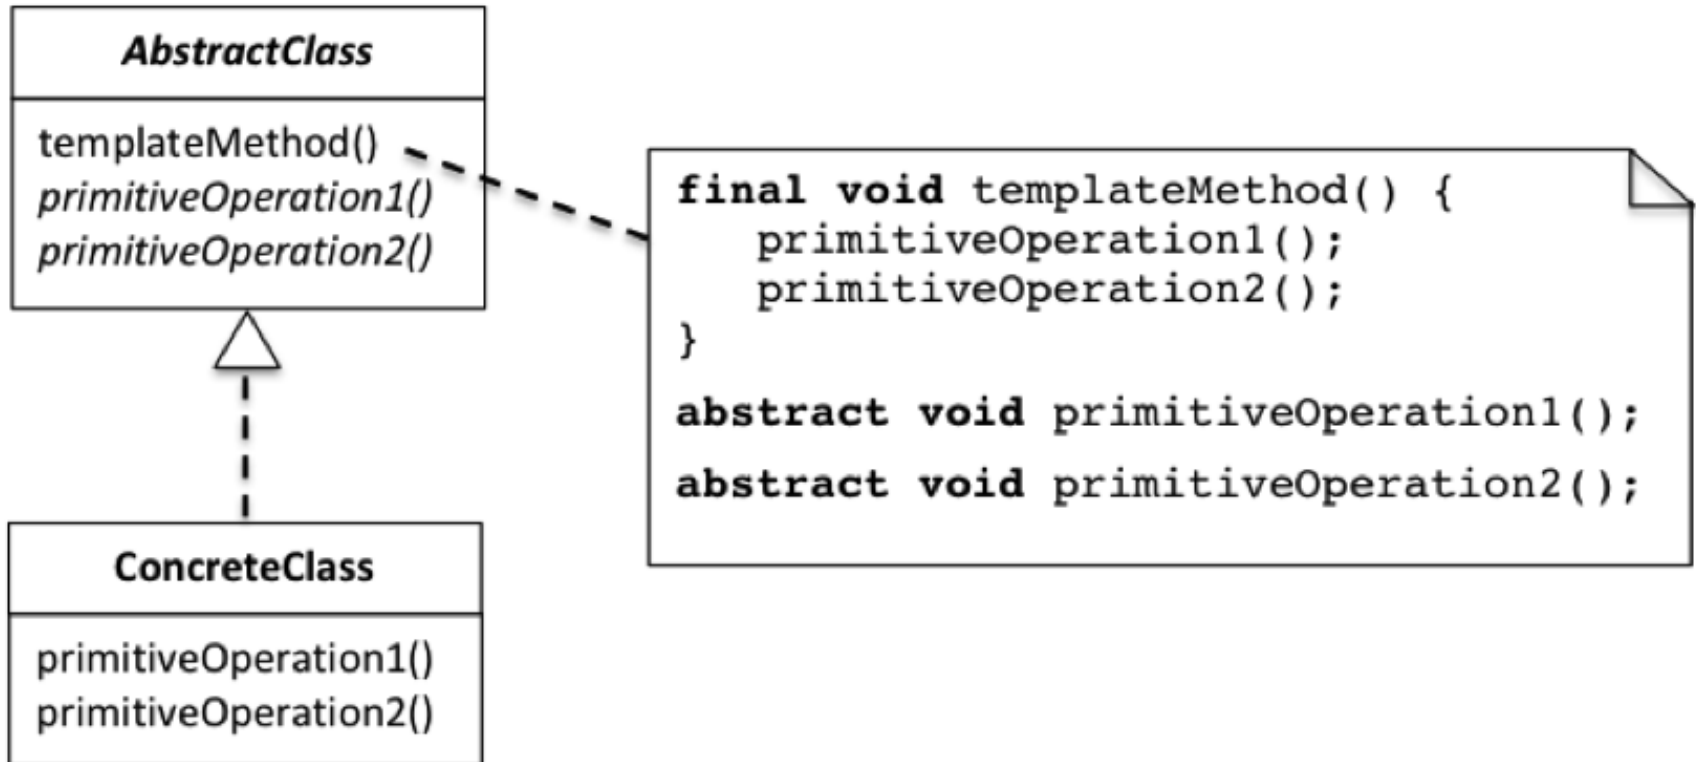 AbstractClass
templateMethod()
primitiveOperation1()
primitiveOperation2()
final void templateMethod() {
primitiveOperation1();
primitiveOperation2();
}
abstract void primitiveOperation1();
abstract void primitiveOperation2();
ConcreteClass
primitiveOperation1()
primitiveOperation2()